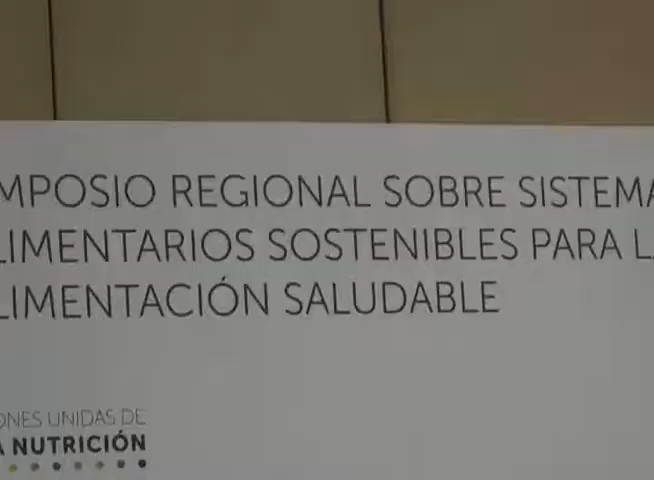 MPOSIO REGIONAL SOBRE SISTEMA
LIMENTARIOS SOSTENIBLES PARA L
LIMENTACIÓN SALUDABLE
ONES UNIDAS DE
A NUTRICIÓN